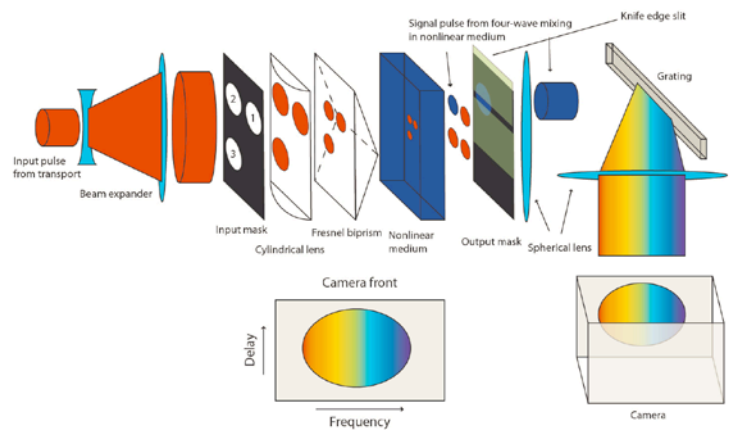 Signal pulse from four-wave mixing
in nonlinear medium
Knife edge slit
Grating
2
1
3
Input pulse
from transport
Beam expander
Input mask
Cylindrical lens
Fresnel biprism
Nonlinear
medium
Output mask
Spherical lens
Camera front
Delay
Frequency
Camera